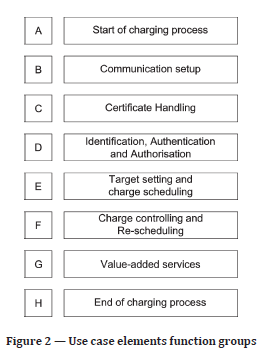 A
Start of charging process
B
Communication setup
C
Certificate Handling
D
Identification, Authentication
and Authorisation
E
Target setting and
charge scheduling
F
Charge controlling and
Re-scheduling
G
Value-added services
H
End of charging process
Figure 2 — Use case elements function groups